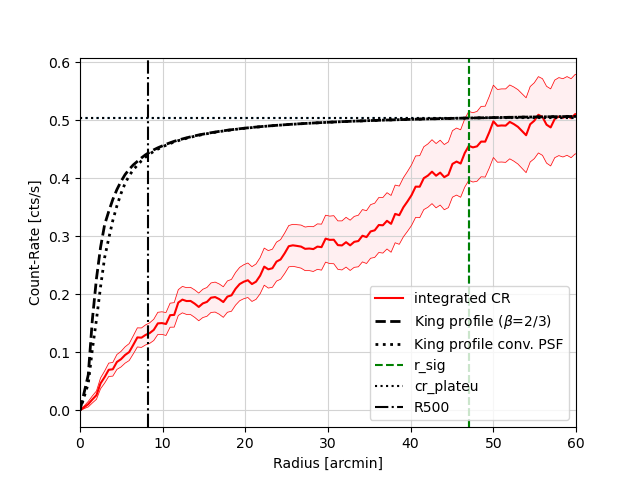 0.6
0.5
0.4
0.3
0.2
0.1
0.0
Count-Rate [cts/s]
integrated CR
King profile (β=2/3)
King profile conv. PSF
r_sig
cr_plateu
R500
0 10 20 30 40 50 60
Radius [arcmin]